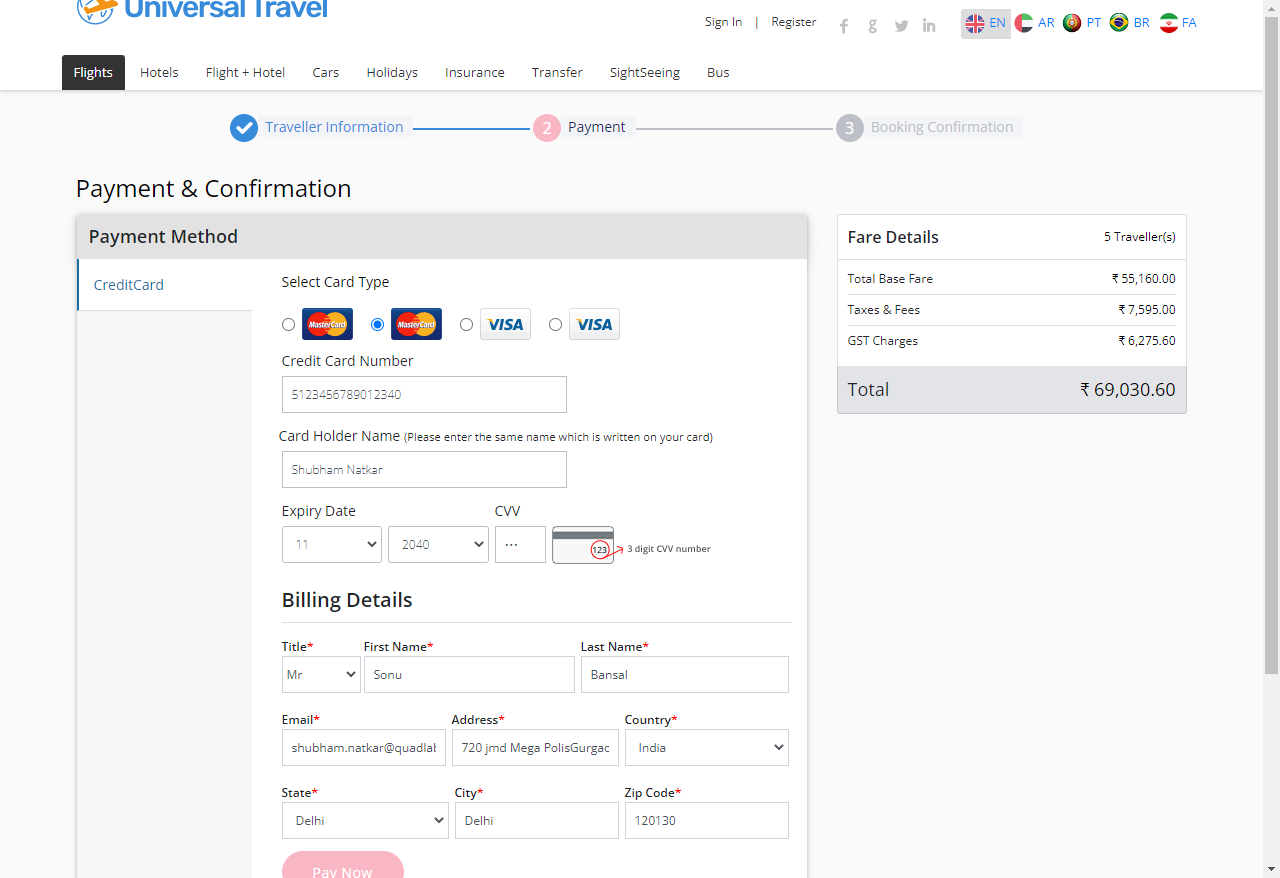 Universal Travel
Sign In | Register
EN AR PT BR FA
Flights Hotels Flight + Hotel Cars Holidays Insurance Transfer SightSeeing Bus
Traveller Information 2 Payment 3 Booking Confirmation
Payment & Confirmation
Payment Method
CreditCard
Select Card Type
MasterCard MasterCard VISA VISA
Credit Card Number
5123456789012340
Card Holder Name (Please enter the same name which is written on your card)
Shubham Natkar
Expiry Date CVV
11 2040 ··· 123 3 digit CVV number
Billing Details
Title* First Name* Last Name*
Mr Sonu Bansal
Email* Address* Country*
shubham.natkar@quadlab 720 jmd Mega PolisGurgac India
State* City* Zip Code*
Delhi Delhi 120130
Pay Now
Fare Details 5 Traveller(s)
Total Base Fare ₹ 55,160.00
Taxes & Fees ₹ 7,595.00
GST Charges ₹ 6,275.60
Total ₹ 69,030.60